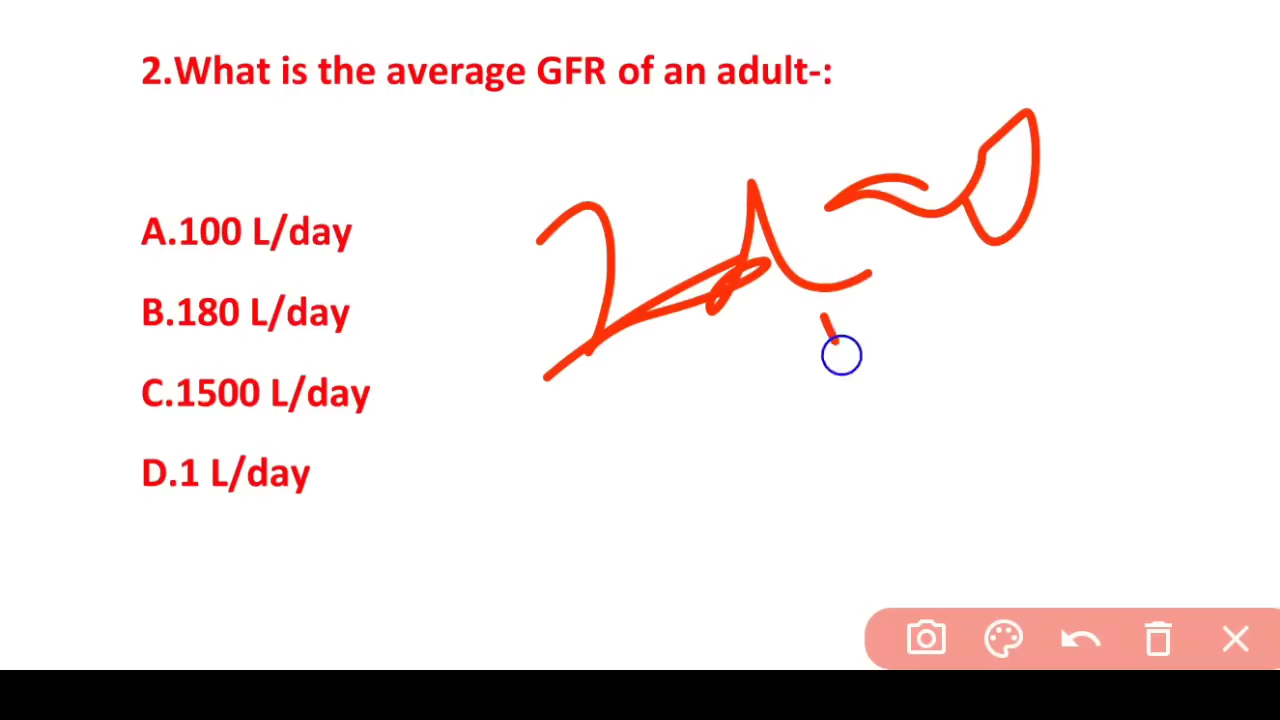 2.What is the average GFR of an adult-:
A.100 L/day
B.180 L/day
C.1500 L/day
D.1 L/day